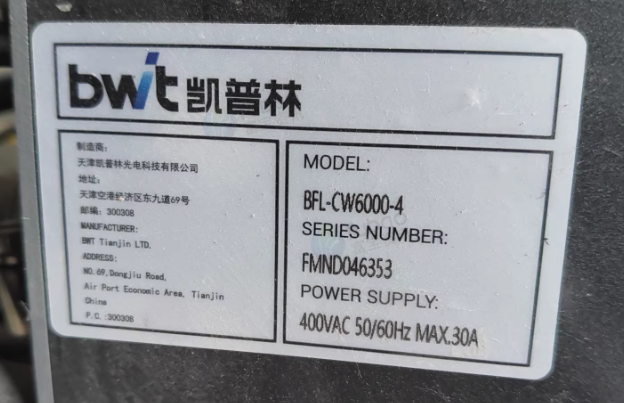 bwt 凯普林
制造商:
天津凯普林光电科技有限公司
地址:
天津空港经济区东九道69号
邮编: 300308
MANUFACTURER:
BWT Tianjin LTD.
ADDRESS:
NO.69,Dongjiu Road,
Air Port Economic Area, Tianjin
China
P.C.:300308
MODEL:
BFL-CW6000-4
SERIES NUMBER:
FMND046353
POWER SUPPLY:
400VAC 50/60Hz MAX.30A